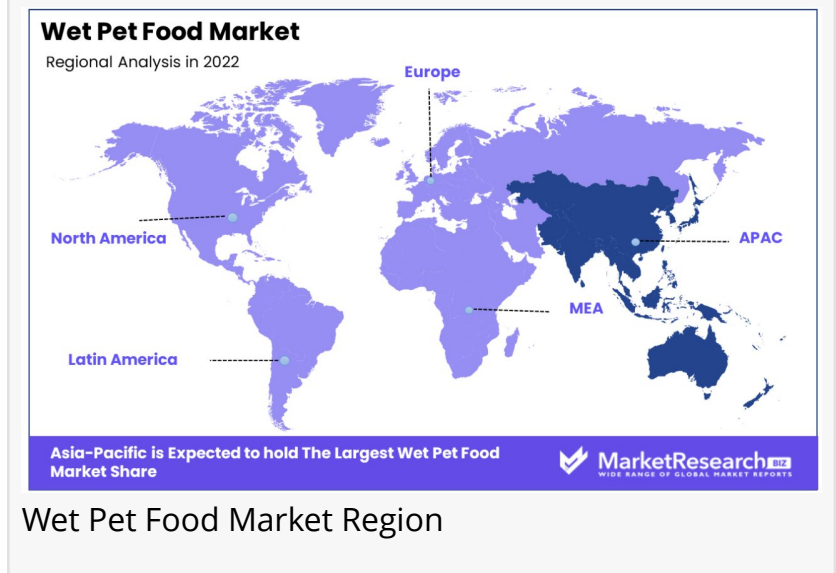 Wet Pet Food Market
Regional Analysis in 2022
Europe
North America
APAC
MEA
Latin America
Asia-Pacific is Expected to hold The Largest Wet Pet Food
Market Share
MarketResearch BIZ
WIDE RANGE OF GLOBAL MARKET REPORTS
Wet Pet Food Market Region